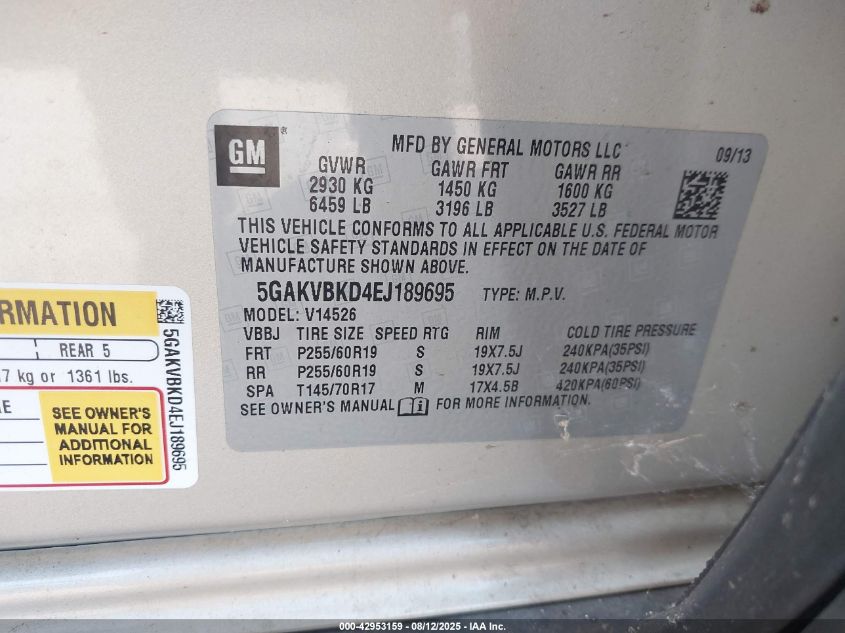 GM ®
MFD BY GENERAL MOTORS LLC
09/13
GVWR GAWR FRT GAWR RR
2930 KG 1450 KG 1600 KG
6459 LB 3196 LB 3527 LB
THIS VEHICLE CONFORMS TO ALL APPLICABLE U.S. FEDERAL MOTOR
VEHICLE SAFETY STANDARDS IN EFFECT ON THE DATE OF
MANUFACTURE SHOWN ABOVE.
5GAKVBKD4EJ189695 TYPE: M.P.V.
MODEL: V14526
VBBJ TIRE SIZE SPEED RTG RIM COLD TIRE PRESSURE
FRT P255/60R19 S 19X7.5J 240KPA(35PSI)
RR P255/60R19 S 19X7.5J 240KPA(35PSI)
SPA T145/70R17 M 17X4.5B 420KPA(60PSI)
SEE OWNER'S MANUAL FOR MORE INFORMATION.
RMATION
REAR 5
7 kg or 1361 lbs.
SEE OWNER'S
MANUAL FOR
ADDITIONAL
INFORMATION
5GAKVBKD4EJ189695
000-42953159 - 08/12/2025 - IAA Inc.